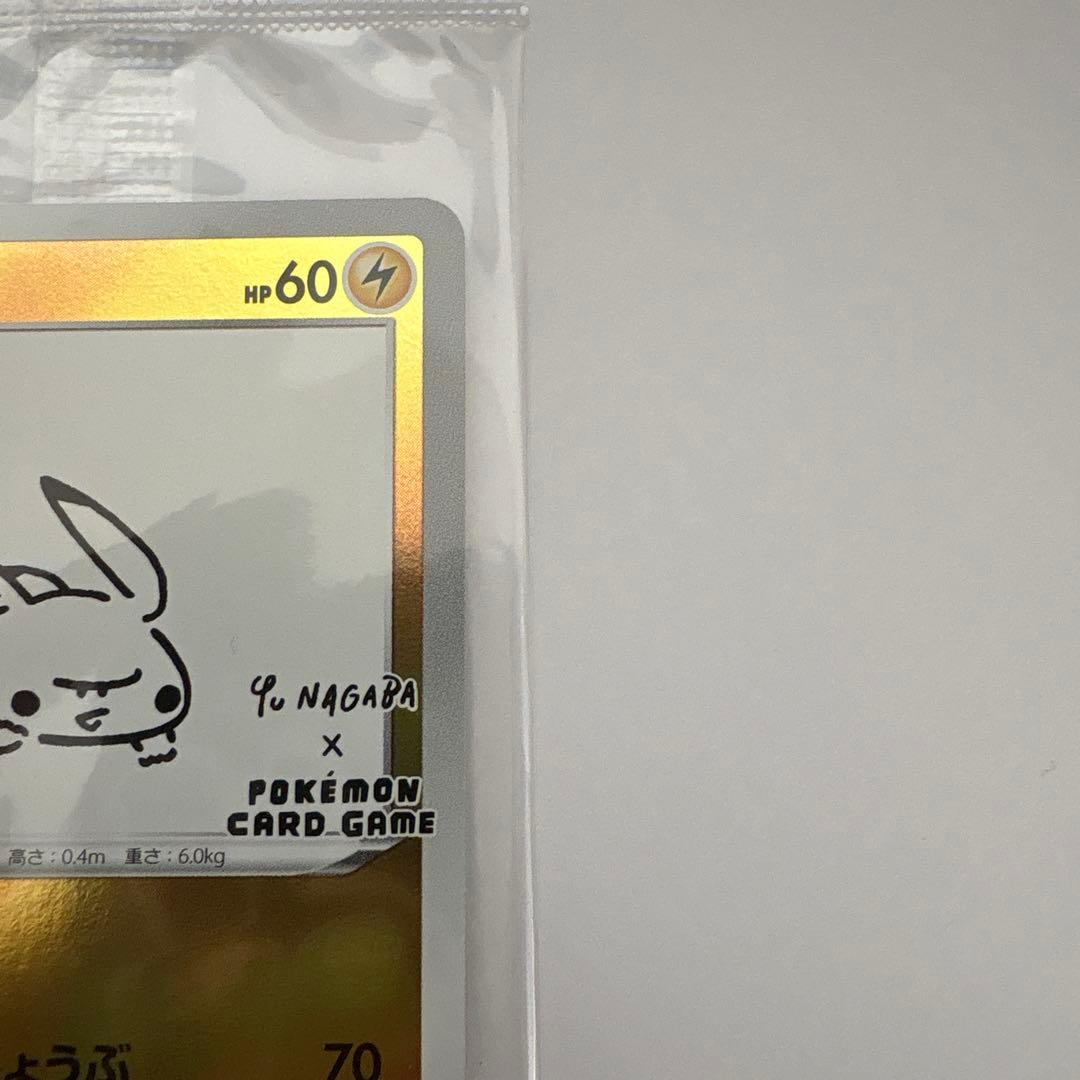 HP60
Yu NAGABA
x
POKÉMON
CARD GAME
高さ：0.4m 重さ：6.0kg
ょうぶ 70